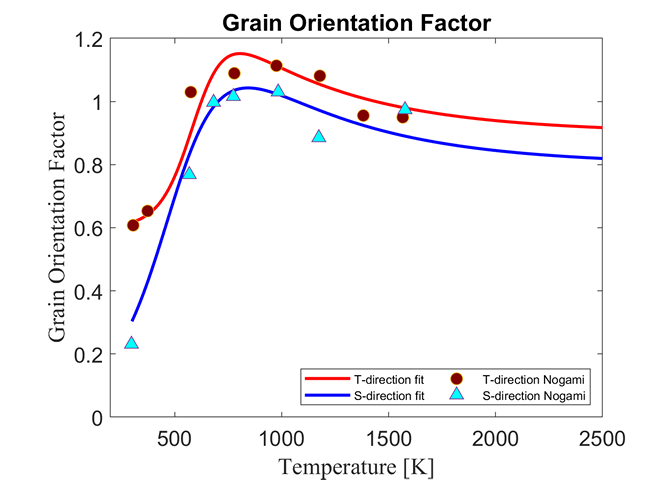 Grain Orientation Factor
Grain Orientation Factor
1.2
1
0.8
0.6
0.4
0.2
0
T-direction fit T-direction Nogami
S-direction fit S-direction Nogami
500 1000 1500 2000 2500
Temperature [K]